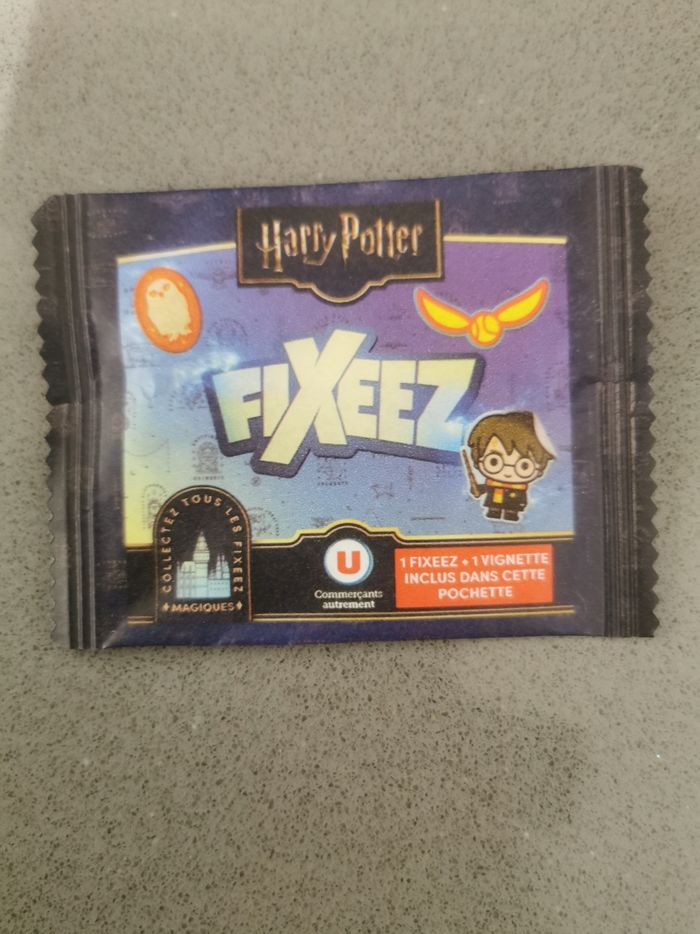 Harry Potter
FIXEEZ
COLLECTEZ TOUS LES FIXEEZ
MAGIQUES
U
Commerçants
autrement
1 FIXEEZ + 1 VIGNETTE
INCLUS DANS CETTE
POCHETTE